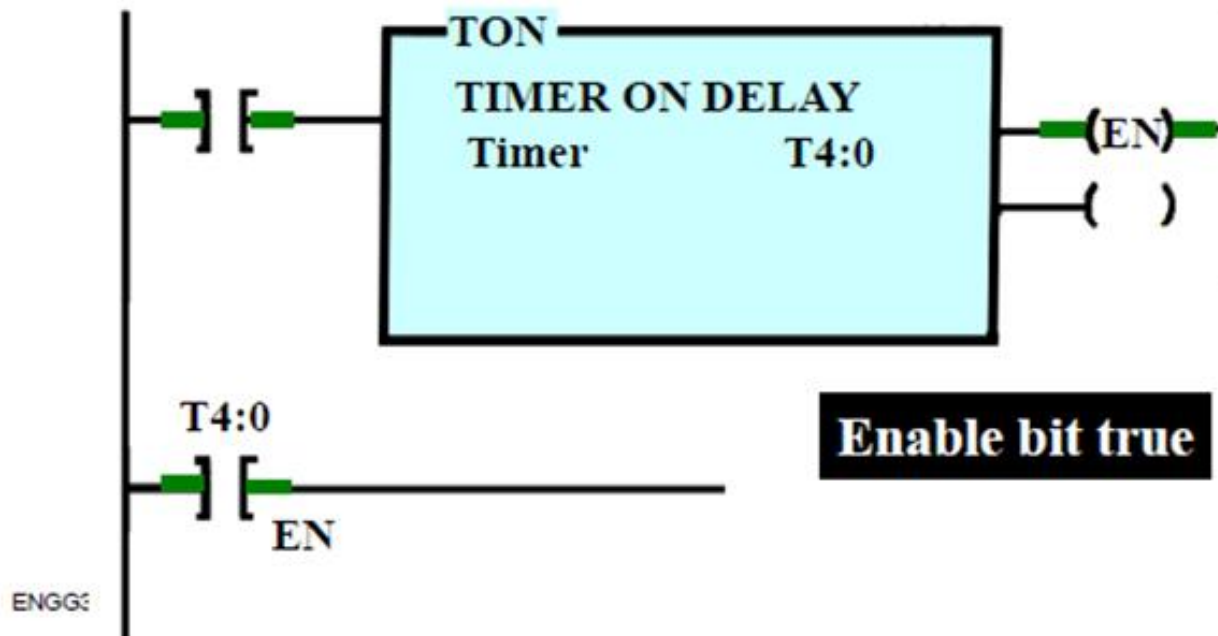 TON
TIMER ON DELAY
Timer T4:0
(EN)
( )
T4:0
EN
Enable bit true